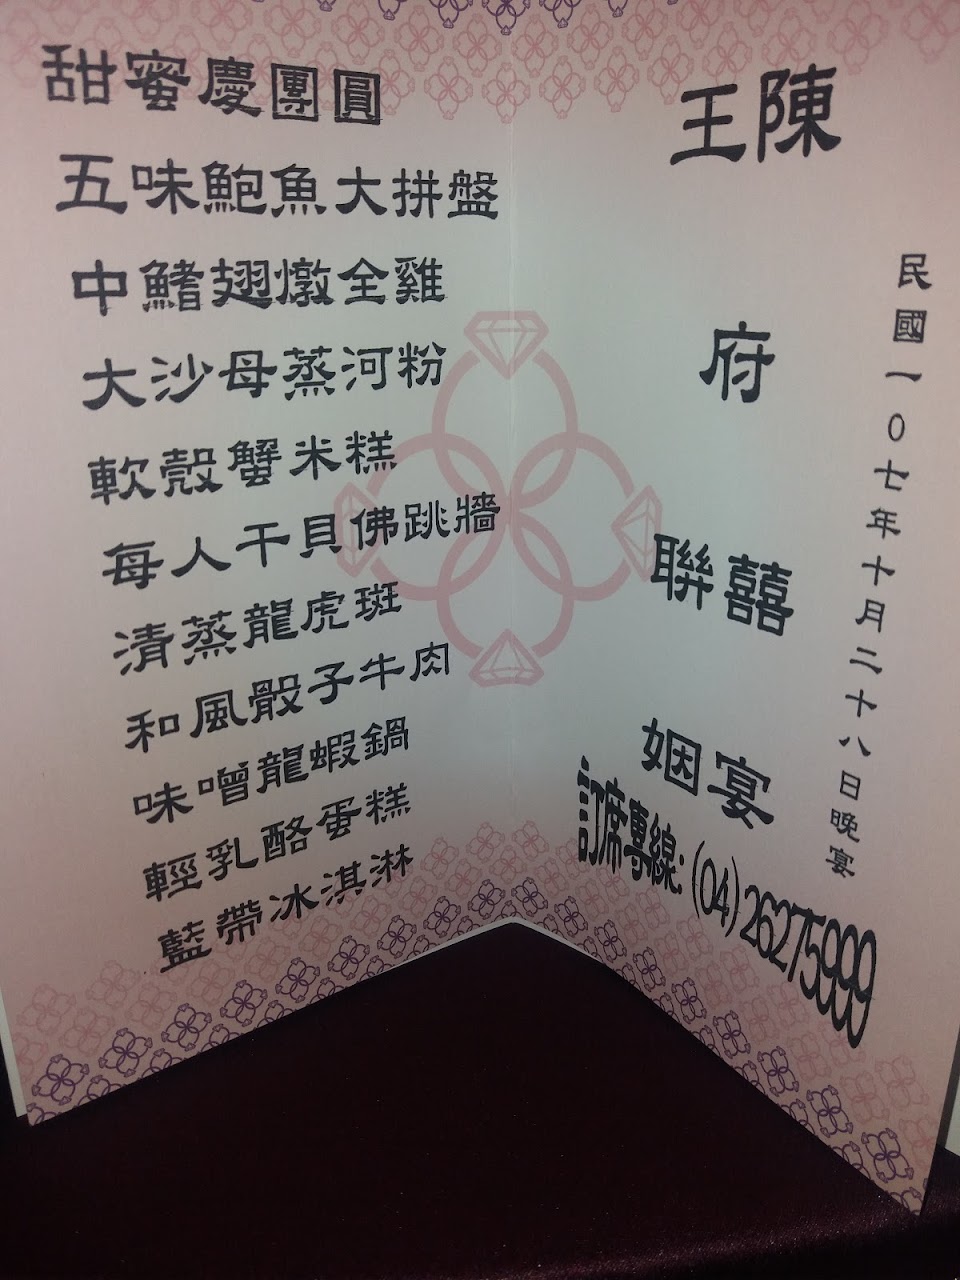 甜蜜慶團圓
五味鮑魚大拼盤
中鰭翅燉全雞
大沙母蒸河粉
軟殼蟹米糕
每人干貝佛跳牆
清蒸龍虎斑
和風骰子牛肉
味噌龍蝦鍋
輕乳酪蛋糕
藍帶冰淇淋
王陳
府
聯囍
姻宴
民國一0七年十月二十八日晚宴
訂席專線:(04)26275999